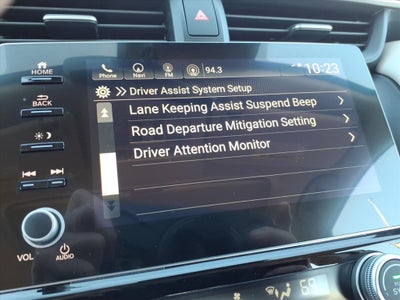 Phone Navi FM 94.3 10:23
HOME
Driver Assist System Setup
Lane Keeping Assist Suspend Beep
BACK
Road Departure Mitigation Setting
Driver Attention Monitor
VOL
AUDIO
SY